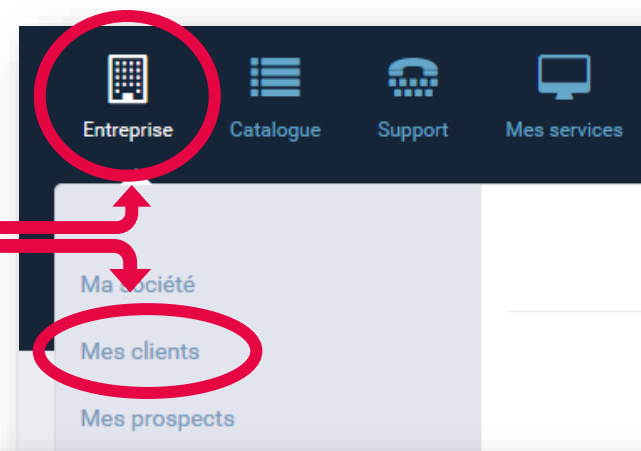 Entreprise Catalogue Support Mes services
Ma société
Mes clients
Mes prospects